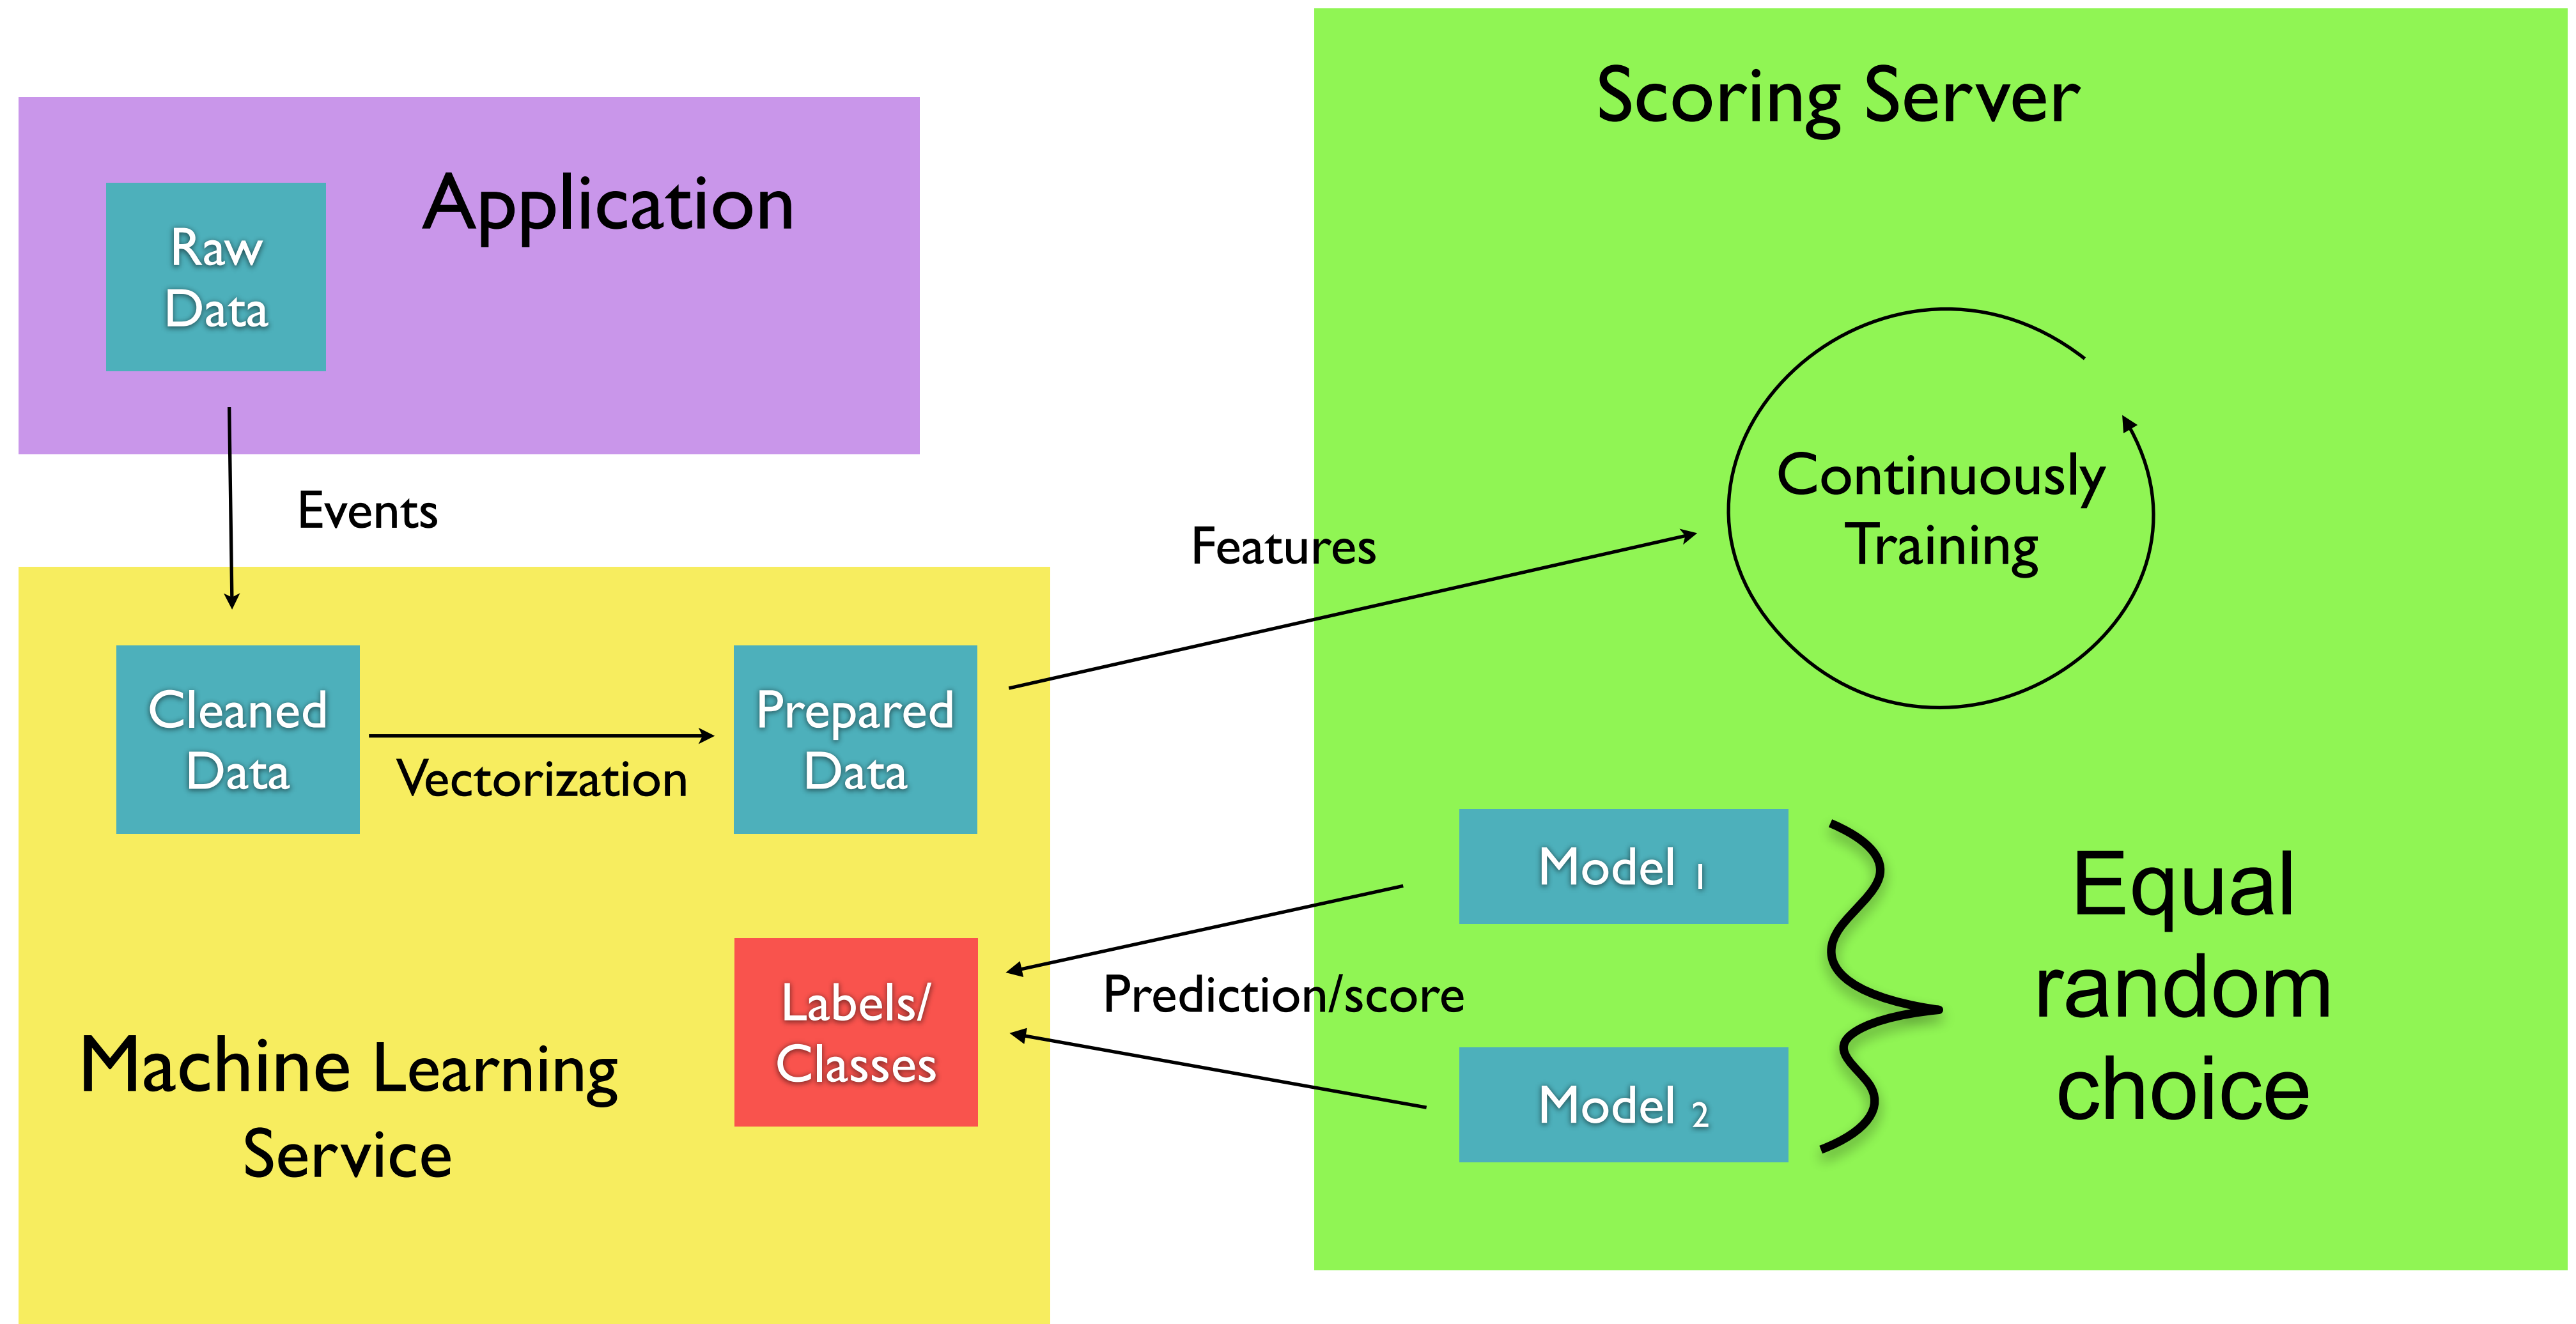 Scoring Server
Application
Raw
Data
Events
Features
Continuously
Training
Cleaned
Data
Vectorization
Prepared
Data
Model 1
Equal
random
choice
Prediction/score
Labels/
Classes
Model 2
Machine Learning
Service